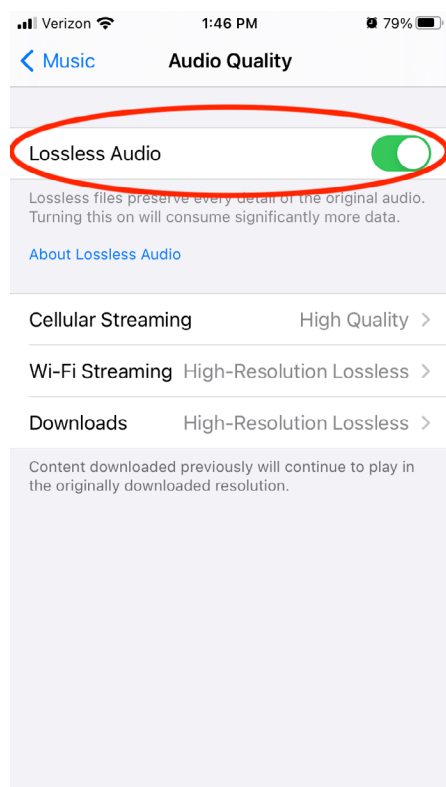 Verizon 1:46 PM 79%
Music Audio Quality
Lossless Audio
Lossless files preserve every detail of the original audio.
Turning this on will consume significantly more data.
About Lossless Audio
Cellular Streaming High Quality
Wi-Fi Streaming High-Resolution Lossless
Downloads High-Resolution Lossless
Content downloaded previously will continue to play in
the originally downloaded resolution.